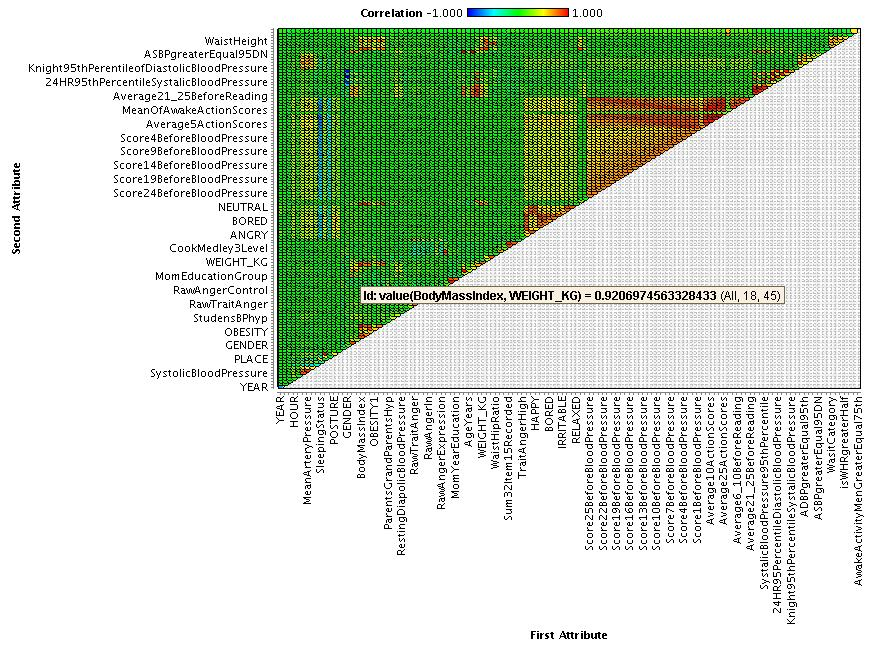 Correlation -1.000 1.000
WaistHeight
ASBPgreaterEqual95DN
Knight95thPerentileofDiastolicBloodPressure
24HR95thPercentileSystalicBloodPressure
Average21_25BeforeReading
MeanOfAwakeActionScores
Average5ActionScores
Score4BeforeBloodPressure
Score9BeforeBloodPressure
Score14BeforeBloodPressure
Score19BeforeBloodPressure
Score24BeforeBloodPressure
NEUTRAL
BORED
ANGRY
CookMedley3Level
WEIGHT_KG
MomEducationGroup
RawAngerControl
RawTraitAnger
StudensBPhyp
OBESITY
GENDER
PLACE
SystolicBloodPressure
YEAR
Second Attribute
Id: value(BodyMassIndex, WEIGHT_KG) = 0.9206974563328433 (All, 18, 45)
YEAR
HOUR
MeanArteryPressure
SleepingStatus
POSTURE
GENDER
BodyMassIndex
OBESITY1
ParentsGrandParentsHyp
RestingDiapolicBloodPressure
RawTraitAnger
RawAngerIn
RawAngerExpression
MomYearEducation
AgeYears
WEIGHT_KG
WaistHipRatio
Sum32Item15Recorded
TraitAngerHigh
HAPPY
BORED
IRRITABLE
RELAXED
Score25BeforeBloodPressure
Score22BeforeBloodPressure
Score19BeforeBloodPressure
Score16BeforeBloodPressure
Score13BeforeBloodPressure
Score10BeforeBloodPressure
Score7BeforeBloodPressure
Score4BeforeBloodPressure
Score1BeforeBloodPressure
Average10ActionScores
Average25ActionScores
Average6_10BeforeReading
Average21_25BeforeReading
SystalicBloodPressure95thPercentile
24HR95PercentileDiastolicBloodPressure
Knight95thPercentileSystalicBloodPressure
ADBPgreaterEqual95th
ASBPgreaterEqual95DN
WasitCategory
isWHPgreaterHalf
AwakeActivityMenGreaterEqual75th
First Attribute